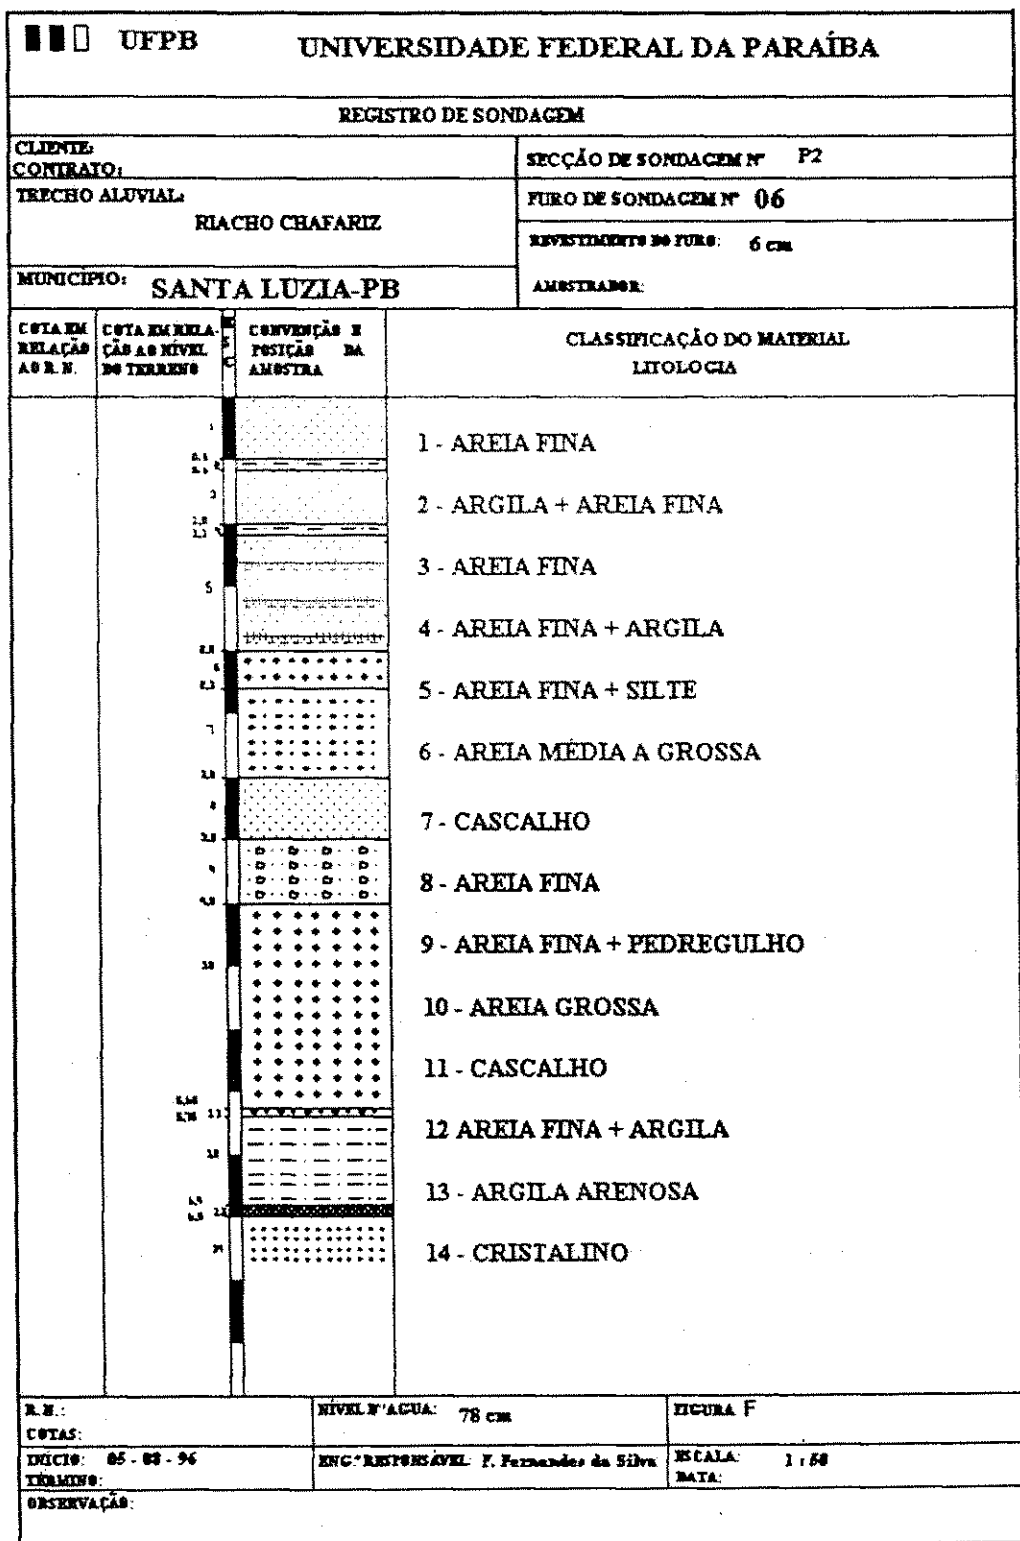 UFPB UNIVERSIDADE FEDERAL DA PARAÍBA
REGISTRO DE SONDAGEM
CLIENTE:
CONTRATO:
SECÇÃO DE SONDAGEM Nº P2
TRECHO ALUVIAL:
RIACHO CHAFARIZ
FURO DE SONDAGEM Nº 06
REVESTIMENTO DO FURO: 6 cm
AMOSTRADOR:
MUNICÍPIO: SANTA LUZIA-PB
COTA EM
RELAÇÃO
AO R. N.
COTA EM RELA-
ÇÃO AO NÍVEL
DO TERRENO
E
S
C
CONVENÇÃO E
POSIÇÃO DA
AMOSTRA
CLASSIFICAÇÃO DO MATERIAL
LITOLOGIA
1 - AREIA FINA
2 - ARGILA + AREIA FINA
3 - AREIA FINA
4 - AREIA FINA + ARGILA
5
5 - AREIA FINA + SILTE
6 - AREIA MÉDIA A GROSSA
7 - CASCALHO
8 - AREIA FINA
9 - AREIA FINA + PEDREGULHO
10 - AREIA GROSSA
11 - CASCALHO
12 AREIA FINA + ARGILA
13 - ARGILA ARENOSA
14 - CRISTALINO
R. N.:
COTAS:
NÍVEL D'AGUA: 78 cm
FIGURA F
INÍCIO: 05 - 08 - 96
TÉRMINO:
ENG.º RESPONSÁVEL: F. Fernandes da Silva
ESCALA: 1 : 50
DATA:
OBSERVAÇÃO: